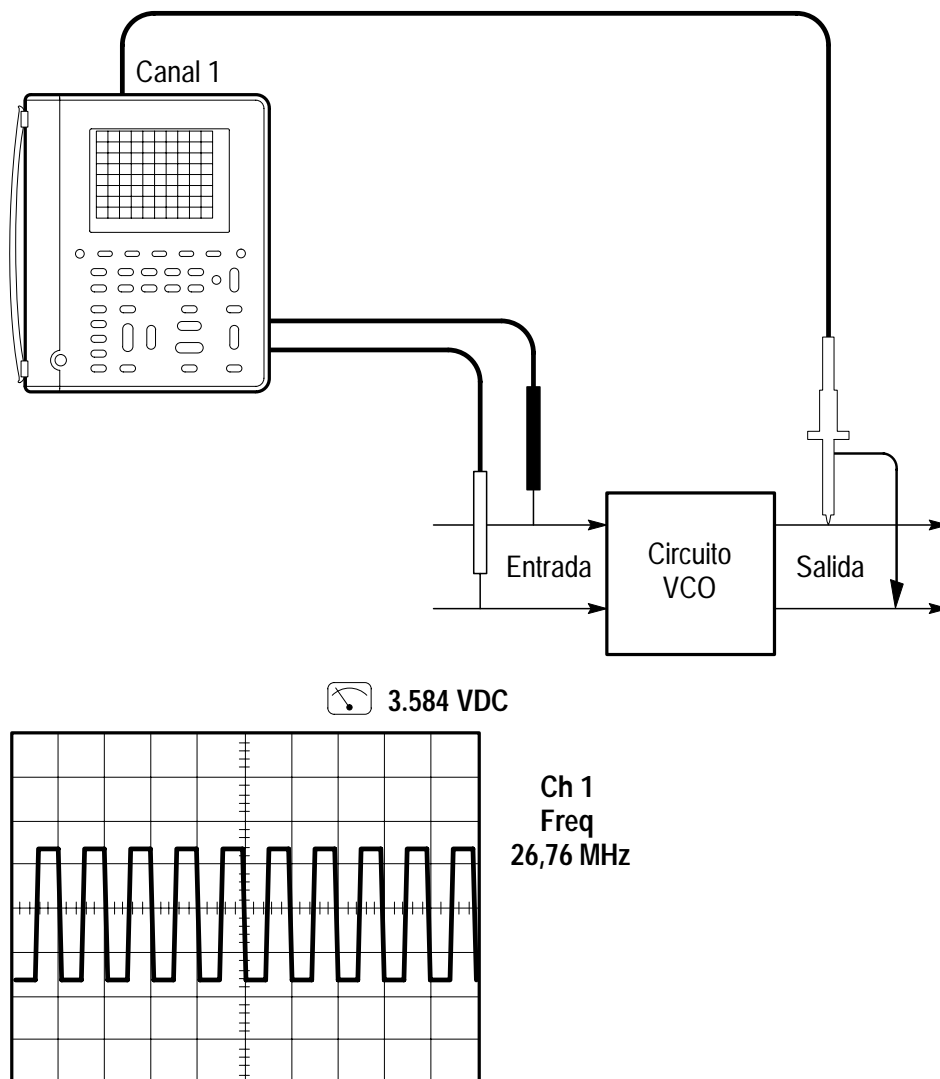 Canal 1
Entrada
Circuito
VCO
Salida
3.584 VDC
Ch 1
Freq
26,76 MHz